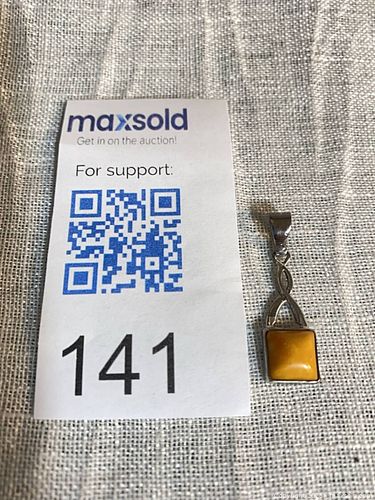 maxsold
Get in on the auction!
For support:
141